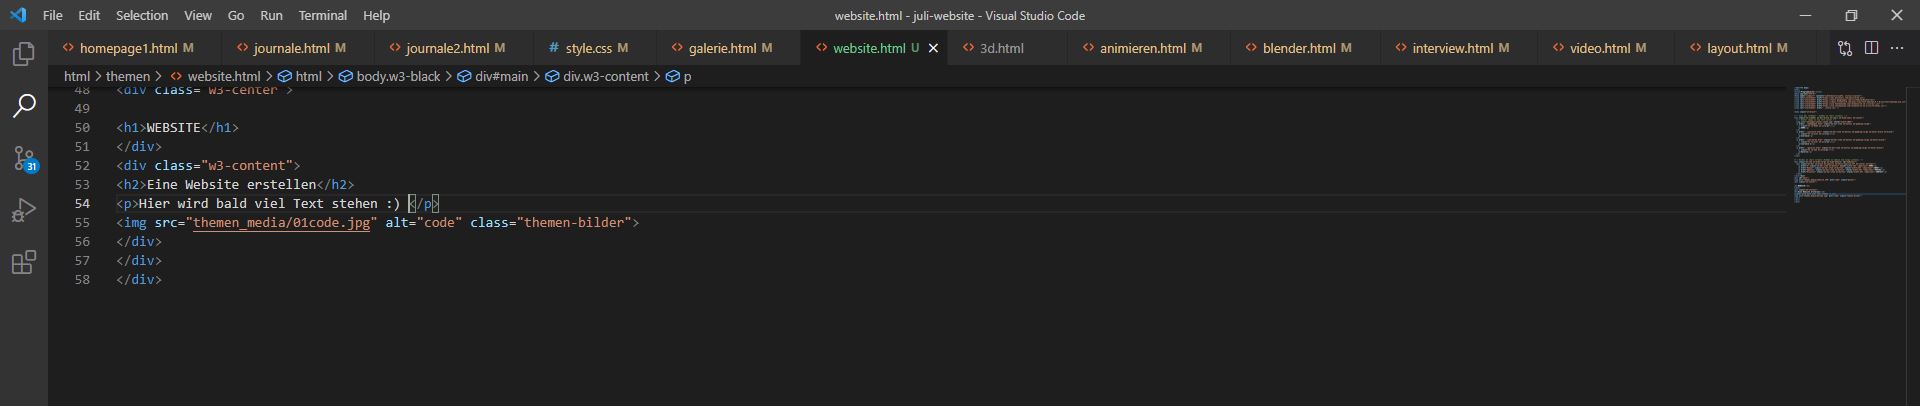 File Edit Selection View Go Run Terminal Help website.html - juli-website - Visual Studio Code
homepage1.html M journale.html M journale2.html M # style.css M galerie.html M website.html U 3d.html animieren.html M blender.html M interview.html M video.html M layout.html M
html > themen > website.html > html > body.w3-black > div#main > div.w3-content > p
48 <div class="w3-center">
49
50 <h1>WEBSITE</h1>
51 </div>
52 <div class="w3-content">
53 <h2>Eine Website erstellen</h2>
54 <p>Hier wird bald viel Text stehen :) </p>
55 <img src="themen_media/01code.jpg" alt="code" class="themen-bilder">
56 </div>
57 </div>
58 </div>
31